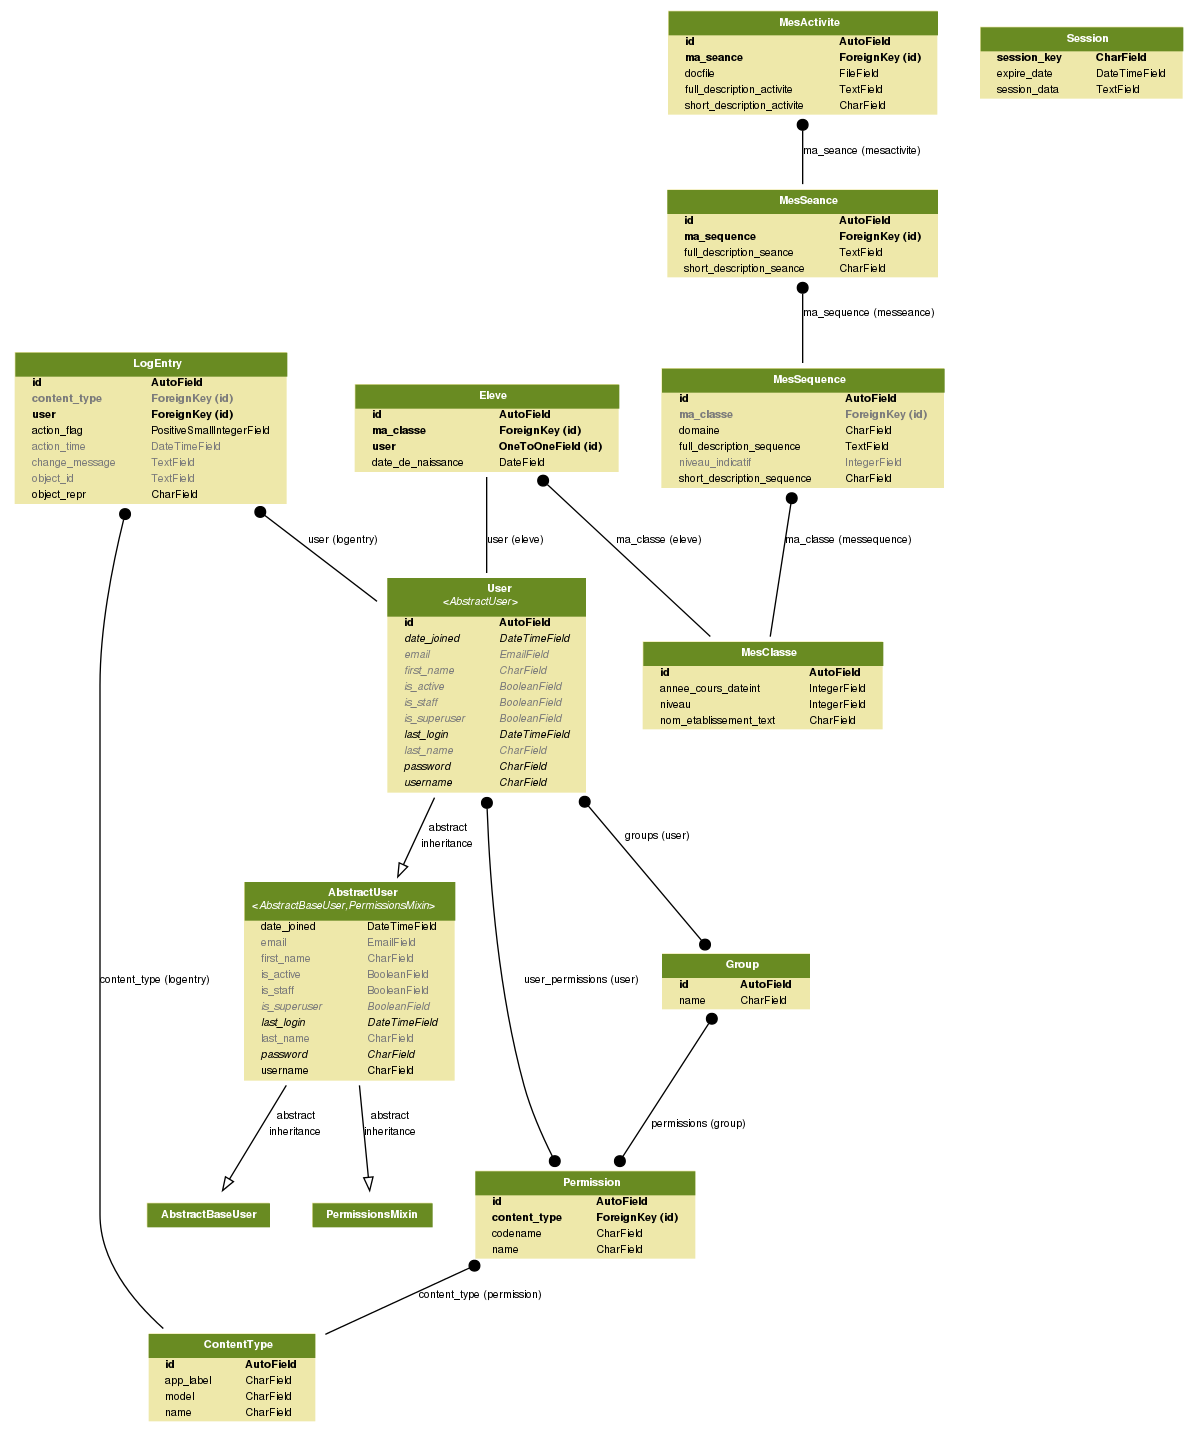 MesActivite
id AutoField
ma_seance ForeignKey (id)
docfile FileField
full_description_activite TextField
short_description_activite CharField
Session
session_key CharField
expire_date DateTimeField
session_data TextField
ma_seance (mesactivite)
MesSeance
id AutoField
ma_sequence ForeignKey (id)
full_description_seance TextField
short_description_seance CharField
ma_sequence (messeance)
LogEntry
id AutoField
content_type ForeignKey (id)
user ForeignKey (id)
action_flag PositiveSmallIntegerField
action_time DateTimeField
change_message TextField
object_id TextField
object_repr CharField
Eleve
id AutoField
ma_classe ForeignKey (id)
user OneToOneField (id)
date_de_naissance DateField
MesSequence
id AutoField
ma_classe ForeignKey (id)
domaine CharField
full_description_sequence TextField
niveau_indicatif IntegerField
short_description_sequence CharField
user (logentry)
user (eleve)
ma_classe (eleve)
ma_classe (messequence)
User
<AbstractUser>
id AutoField
date_joined DateTimeField
email EmailField
first_name CharField
is_active BooleanField
is_staff BooleanField
is_superuser BooleanField
last_login DateTimeField
last_name CharField
password CharField
username CharField
MesClasse
id AutoField
annee_cours_dateint IntegerField
niveau IntegerField
nom_etablissement_text CharField
abstract
inheritance
groups (user)
AbstractUser
<AbstractBaseUser,PermissionsMixin>
date_joined DateTimeField
email EmailField
first_name CharField
is_active BooleanField
is_staff BooleanField
is_superuser BooleanField
last_login DateTimeField
last_name CharField
password CharField
username CharField
content_type (logentry)
user_permissions (user)
Group
id AutoField
name CharField
abstract
inheritance
abstract
inheritance
permissions (group)
AbstractBaseUser
PermissionsMixin
Permission
id AutoField
content_type ForeignKey (id)
codename CharField
name CharField
content_type (permission)
ContentType
id AutoField
app_label CharField
model CharField
name CharField